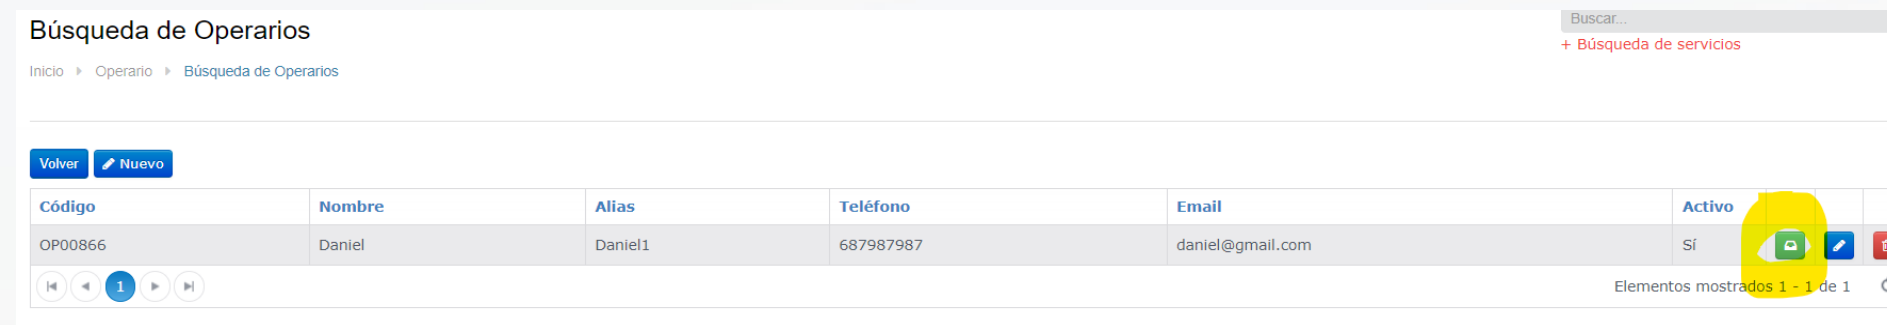 Búsqueda de Operarios
Buscar...
+ Búsqueda de servicios
Inicio Operario Búsqueda de Operarios
Volver Nuevo
Código Nombre Alias Teléfono Email Activo
OP00866 Daniel Daniel1 687987987 daniel@gmail.com Sí
1 Elementos mostrados 1 - 1 de 1